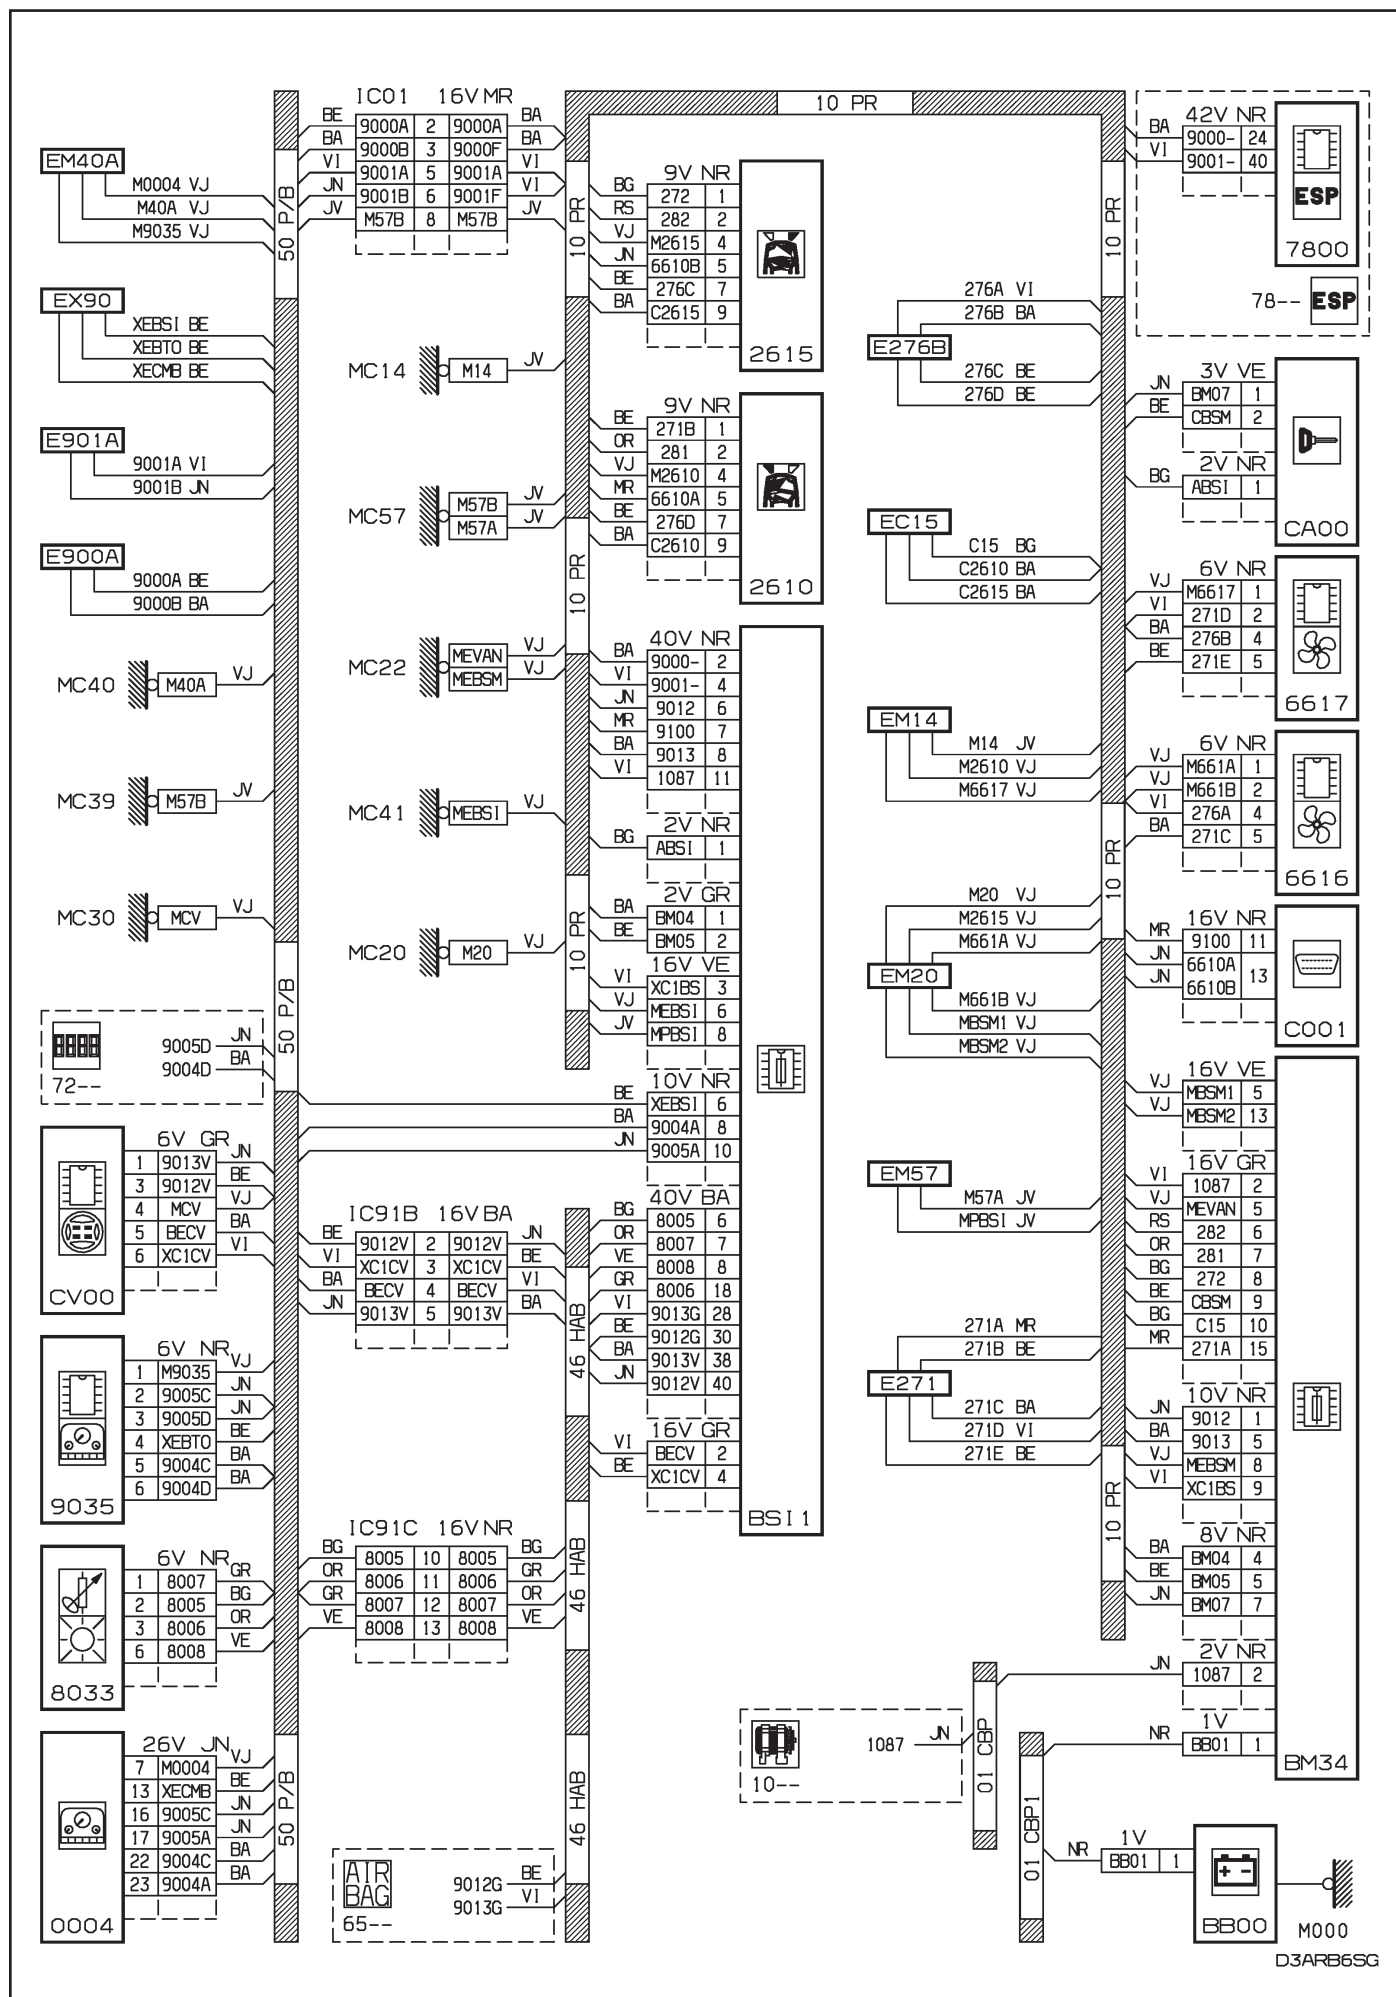 10 PR
IC01 16V MR
BE 9000A 2 9000A BA
BA 9000B 3 9000F BA
VI 9001A 5 9001A VI
JN 9001B 6 9001F VI
JV M57B 8 M57B JV
EM40A
M0004 VJ
M40A VJ
M9035 VJ
50 P/B
EX90
XEBSI BE
XEBTO BE
XECMB BE
E901A
9001A VI
9001B JN
E900A
9000A BE
9000B BA
MC40 M40A VJ
MC39 M57B JV
MC30 MCV VJ
50 P/B
72--
9005D JN
9004D BA
6V GR
1 9013V JN
3 9012V BE
4 MCV VJ
5 BECV BA
6 XC1CV VI
CV00
6V NR
1 M9035 VJ
2 9005C JN
3 9005D JN
4 XEBTO BE
5 9004C BA
6 9004D BA
9035
6V NR
1 8007 GR
2 8005 BG
3 8006 OR
6 8008 VE
8033
26V JN
7 M0004 VJ
13 XECMB BE
16 9005C JN
17 9005A JN
22 9004C BA
23 9004A BA
0004
50 P/B
MC14 M14 JV
MC57
M57B JV
M57A JV
MC22
MEVAN VJ
MEBSM VJ
MC41 MEBSI VJ
MC20 M20 VJ
10 PR
10 PR
10 PR
IC91B 16V BA
BE 9012V 2 9012V JN
VI XC1CV 3 XC1CV BE
BA BECV 4 BECV VI
JN 9013V 5 9013V BA
IC91C 16V NR
BG 8005 10 8005 BG
OR 8006 11 8006 GR
GR 8007 12 8007 OR
VE 8008 13 8008 VE
46 HAB
46 HAB
46 HAB
AIR
BAG
65--
9012G BE
9013G VI
9V NR
BG 272 1
RS 282 2
VJ M2615 4
JN 6610B 5
BE 276C 7
BA C2615 9
2615
9V NR
BE 271B 1
OR 281 2
VJ M2610 4
MR 6610A 5
BE 276D 7
BA C2610 9
2610
40V NR
BA 9000- 2
VI 9001- 4
JN 9012 6
MR 9100 7
BA 9013 8
VI 1087 11
2V NR
BG ABSI 1
2V GR
BA BM04 1
BE BM05 2
16V VE
VI XC1BS 3
VJ MEBSI 6
JV MPBSI 8
10V NR
BE XEBSI 6
BA 9004A 8
JN 9005A 10
40V BA
BG 8005 6
OR 8007 7
VE 8008 8
GR 8006 18
VI 9013G 28
BE 9012G 30
BA 9013V 38
JN 9012V 40
16V GR
VI BECV 2
BE XC1CV 4
BSI1
276A VI
276B BA
E276B
276C BE
276D BE
EC15
C15 BG
C2610 BA
C2615 BA
EM14
M14 JV
M2610 VJ
M6617 VJ
M20 VJ
M2615 VJ
M661A VJ
EM20
M661B VJ
MBSM1 VJ
MBSM2 VJ
EM57
M57A JV
MPBSI JV
271A MR
271B BE
E271
271C BA
271D VI
271E BE
10 PR
10 PR
10 PR
42V NR
BA 9000- 24
VI 9001- 40
ESP
7800
78-- ESP
3V VE
JN BM07 1
BE CBSM 2
2V NR
BG ABSI 1
CA00
6V NR
VJ M6617 1
VI 271D 2
BA 276B 4
BE 271E 5
6617
6V NR
VJ M661A 1
VJ M661B 2
VI 276A 4
BA 271C 5
6616
16V NR
MR 9100 11
JN 6610A 13
JN 6610B
C001
16V VE
VJ MBSM1 5
VJ MBSM2 13
16V GR
VI 1087 2
VJ MEVAN 5
RS 282 6
OR 281 7
BG 272 8
BE CBSM 9
BG C15 10
MR 271A 15
10V NR
JN 9012 1
BA 9013 5
VJ MEBSM 8
VI XC1BS 9
8V NR
BA BM04 4
BE BM05 5
JN BM07 7
2V NR
JN 1087 2
1V
NR BB01 1
BM34
10--
1087 JN
01 CBP
01 CBP1
1V
NR BB01 1
BB00
M000
D3ARB6SG